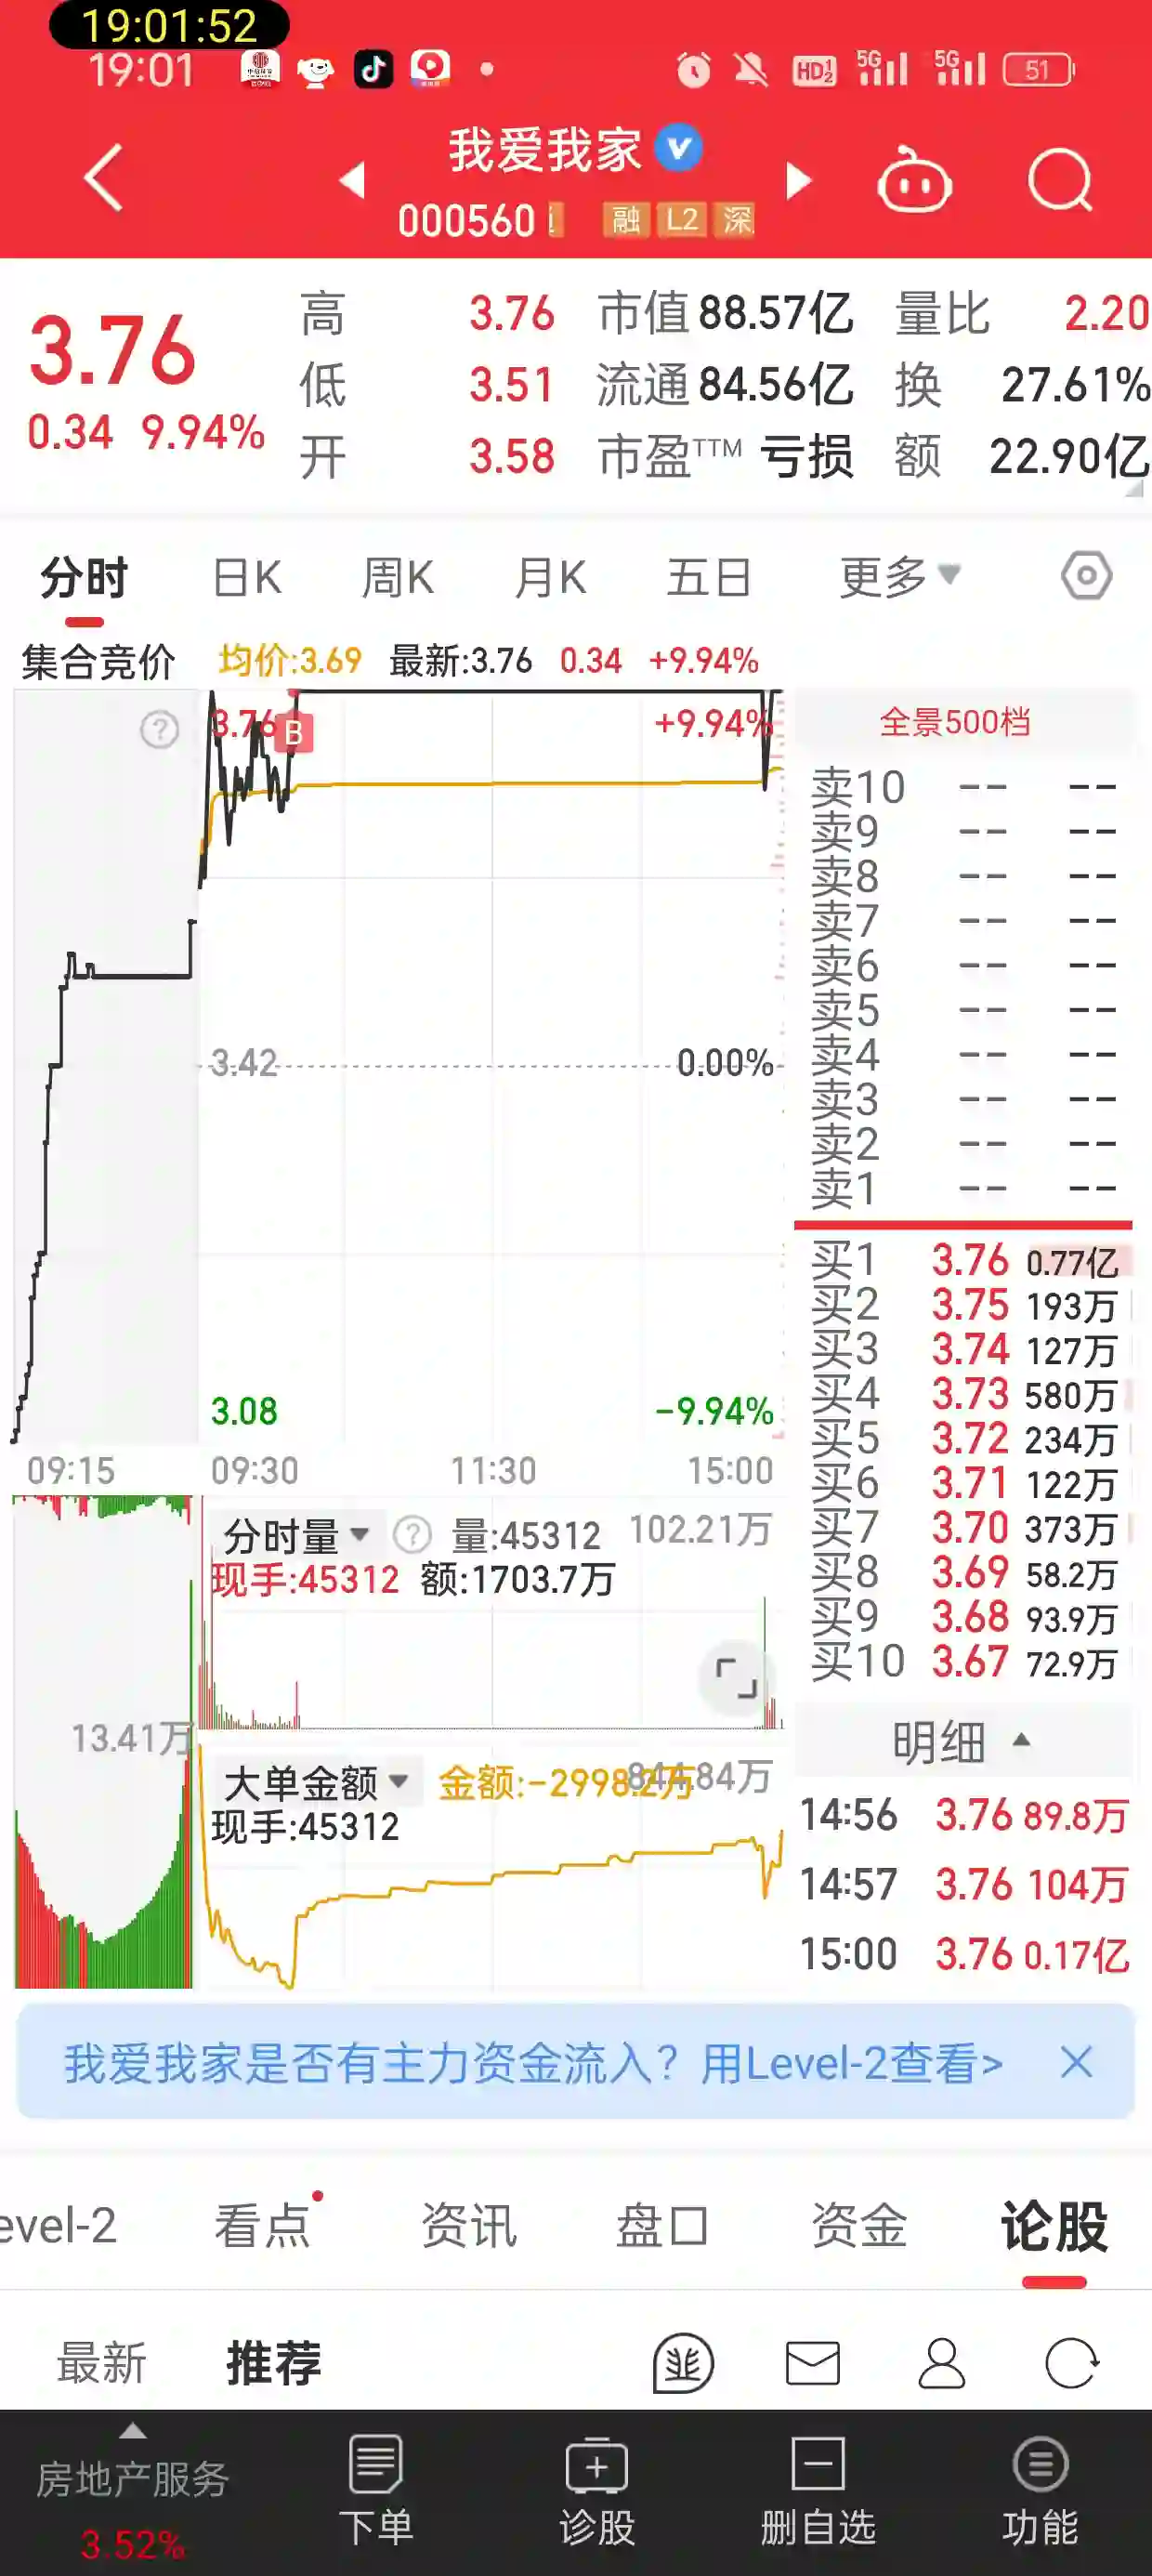 19:01:52
19:01 HD1 2 5G 5G 51
我爱我家
000560 融 L2 深
3.76
0.34 9.94%
高 3.76 市值 88.57亿 量比 2.20
低 3.51 流通 84.56亿 换 27.61%
开 3.58 市盈TTM 亏损 额 22.90亿
分时 日K 周K 月K 五日 更多
集合竞价 均价:3.69 最新:3.76 0.34 +9.94%
3.76 B +9.94%
3.42 0.00%
3.08 -9.94%
09:15 09:30 11:30 15:00
分时量 ? 量:45312 102.21万
现手:45312 额:1703.7万
13.41万
大单金额 金额:-2998.2万 844.84万
现手:45312
全景500档
卖10 -- --
卖9 -- --
卖8 -- --
卖7 -- --
卖6 -- --
卖5 -- --
卖4 -- --
卖3 -- --
卖2 -- --
卖1 -- --
买1 3.76 0.77亿
买2 3.75 193万
买3 3.74 127万
买4 3.73 580万
买5 3.72 234万
买6 3.71 122万
买7 3.70 373万
买8 3.69 58.2万
买9 3.68 93.9万
买10 3.67 72.9万
明细
14:56 3.76 89.8万
14:57 3.76 104万
15:00 3.76 0.17亿
我爱我家是否有主力资金流入？用Level-2查看>
evel-2 看点 资讯 盘口 资金 论股
最新 推荐
房地产服务 下单 诊股 删自选 功能
3.52%